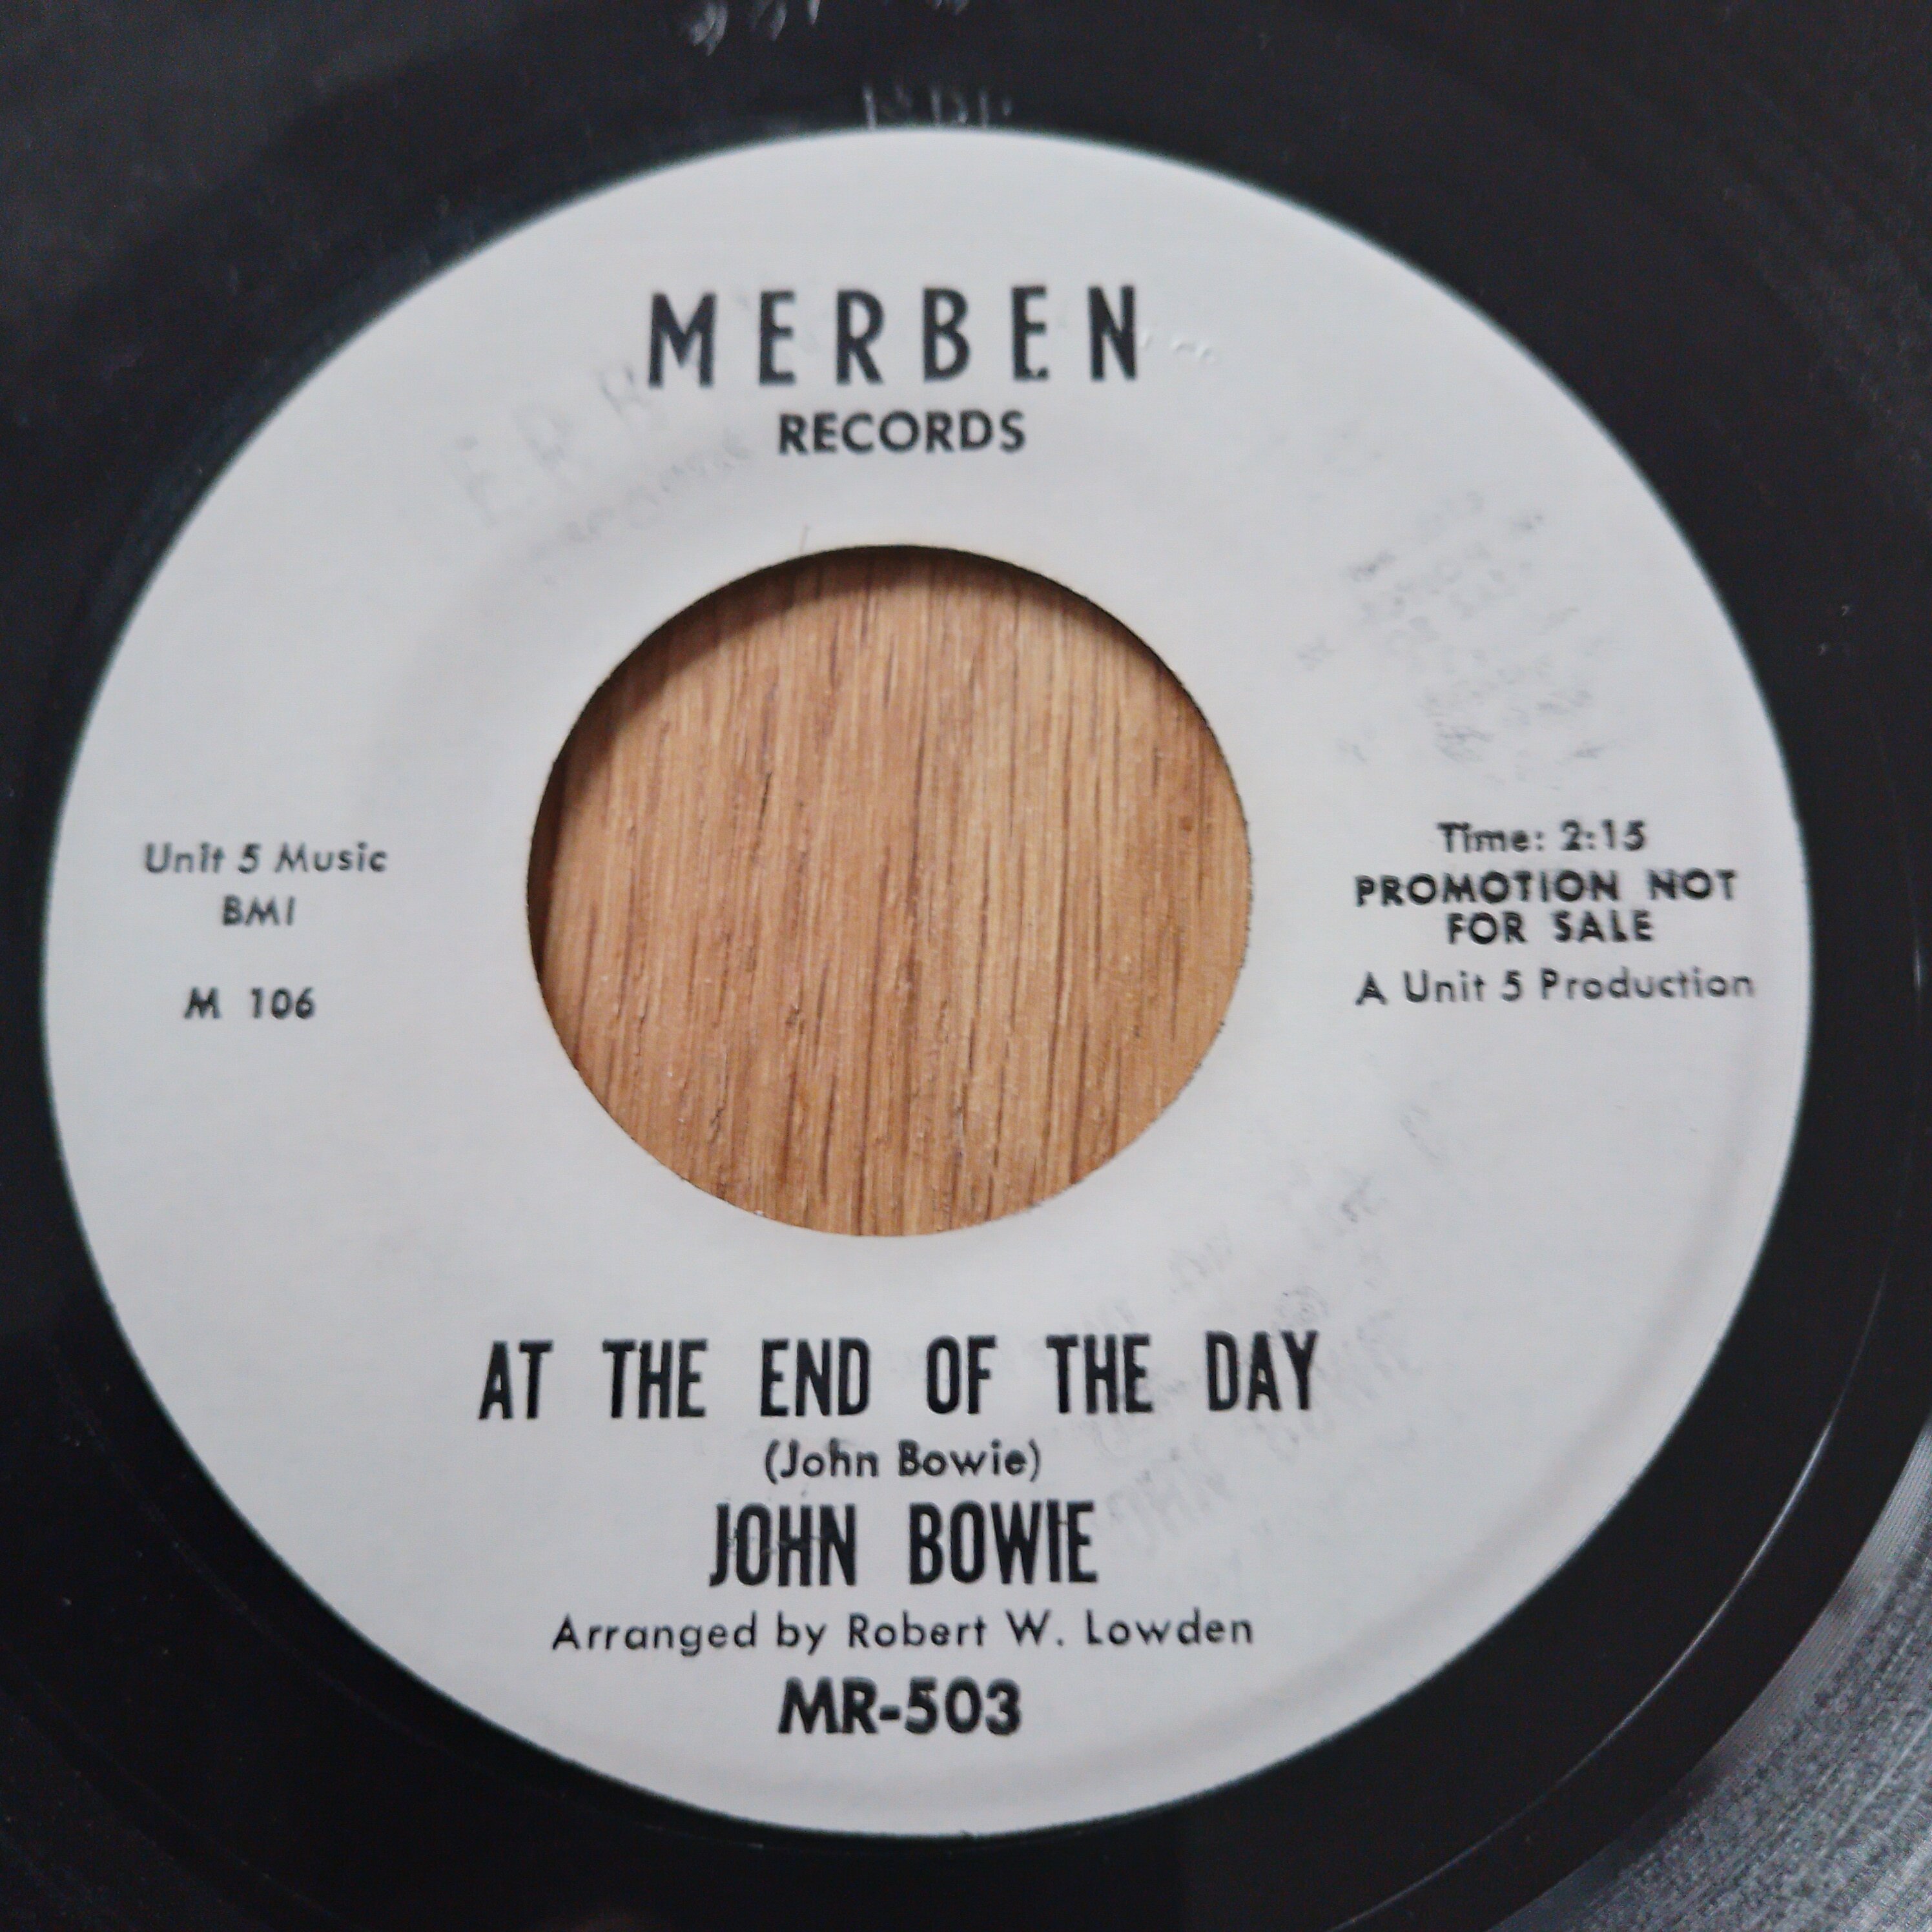 MERBEN
RECORDS
Unit 5 Music
BMI
M 106
Time: 2:15
PROMOTION NOT
FOR SALE
A Unit 5 Production
AT THE END OF THE DAY
(John Bowie)
JOHN BOWIE
Arranged by Robert W. Lowden
MR-503